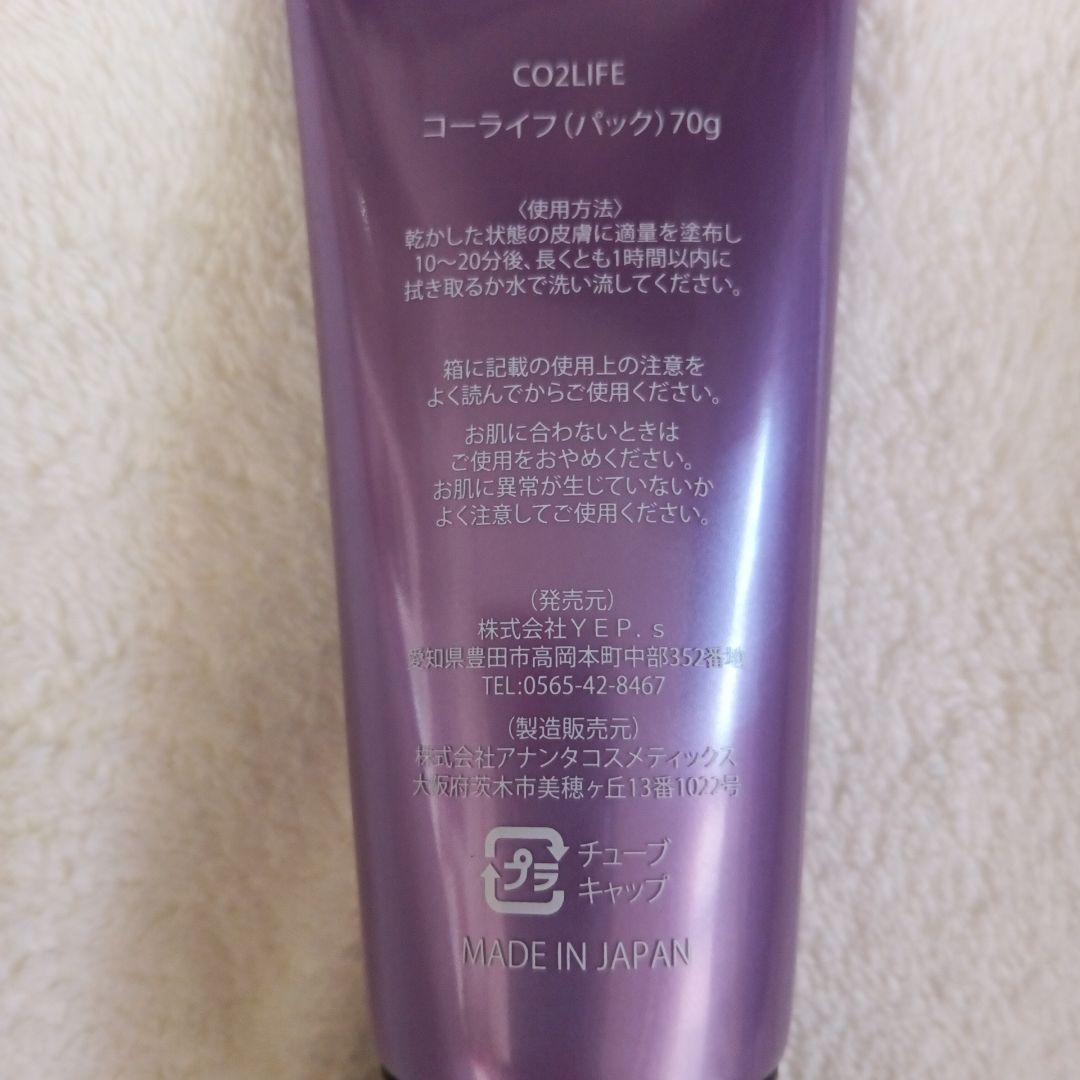 CO2LIFE
コーライフ(パック)70g
〈使用方法〉
乾かした状態の皮膚に適量を塗布し
10〜20分後、長くとも1時間以内に
拭き取るか水で洗い流してください。
箱に記載の使用上の注意を
よく読んでからご使用ください。
お肌に合わないときは
ご使用をおやめください。
お肌に異常が生じていないか
よく注意してご使用ください。
(発売元)
株式会社ＹＥＰ．ｓ
愛知県豊田市高岡本町中部352番地
TEL:0565-42-8467
(製造販売元)
株式会社アナンタコスメティックス
大阪府茨木市美穂ヶ丘13番1022号
プラ チューブ
キャップ
MADE IN JAPAN